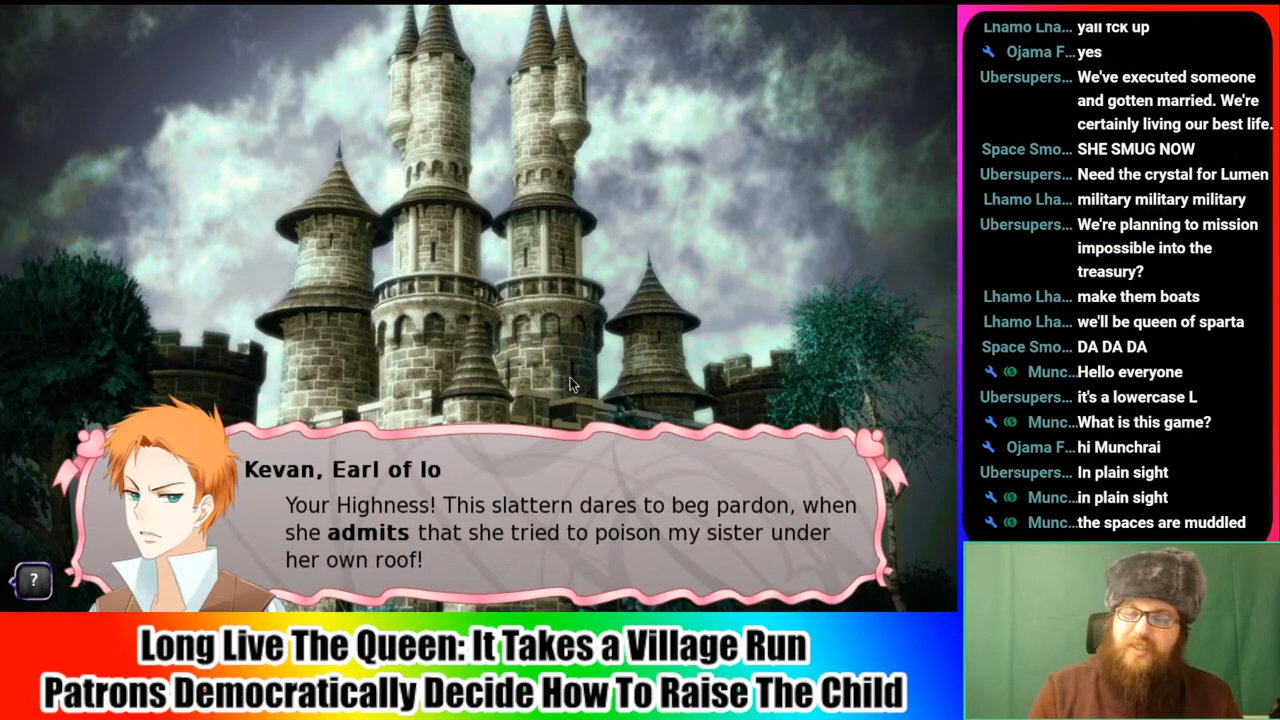 Kevan, Earl of Io
Your Highness! This slattern dares to beg pardon, when
she admits that she tried to poison my sister under
her own roof!
?
Long Live The Queen: It Takes a Village Run
Patrons Democratically Decide How To Raise The Child
Lhamo Lha... yall fck up
Ojama F... yes
Ubersupers... We've executed someone
and gotten married. We're
certainly living our best life.
Space Smo... SHE SMUG NOW
Ubersupers... Need the crystal for Lumen
Lhamo Lha... military military military
Ubersupers... We're planning to mission
impossible into the
treasury?
Lhamo Lha... make them boats
Lhamo Lha... we'll be queen of sparta
Space Smo... DA DA DA
Munc... Hello everyone
Ubersupers... it's a lowercase L
Munc... What is this game?
Ojama F... hi Munchrai
Ubersupers... In plain sight
Munc... in plain sight
Munc... the spaces are muddled